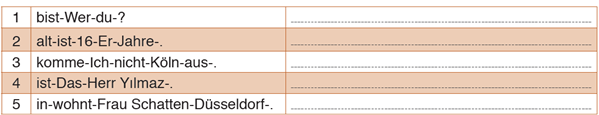 1 bist-Wer-du-?
2 alt-ist-16-Er-Jahre-.
3 komme-Ich-nicht-Köln-aus-.
4 ist-Das-Herr Yılmaz-.
5 in-wohnt-Frau Schatten-Düsseldorf-.